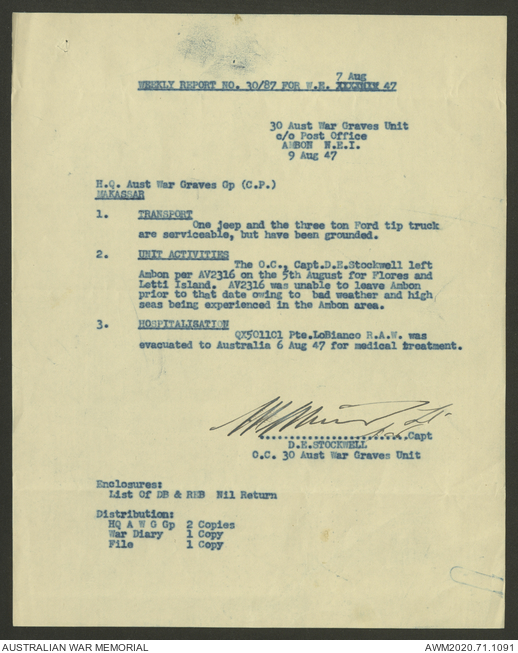 7 Aug
WEEKLY REPORT NO. 30/87 FOR W.E. 47
30 Aust War Graves Unit
c/o Post Office
AMBON N.E.I.
9 Aug 47
H.Q. Aust War Graves Gp (C.P.)
MAKASSAR
1. TRANSPORT
One jeep and the three ton Ford tip truck
are serviceable, but have been grounded.
2. UNIT ACTIVITIES
The O.C., Capt.D.E.Stockwell left
Ambon per AV2316 on the 5th August for Flores and
Letti Island. AV2316 was unable to leave Ambon
prior to that date owing to bad weather and high
seas being experienced in the Ambon area.
3. HOSPITALISATION
QX501101 Pte.LoBianco R.A.W. was
evacuated to Australia 6 Aug 47 for medical treatment.
Capt
D.E.STOCKWELL
O.C. 30 Aust War Graves Unit
Enclosures:
List Of DB & REB Nil Return
Distribution:
HQ A W G Gp 2 Copies
War Diary 1 Copy
File 1 Copy
AUSTRALIAN WAR MEMORIAL
AWM2020.71.1091